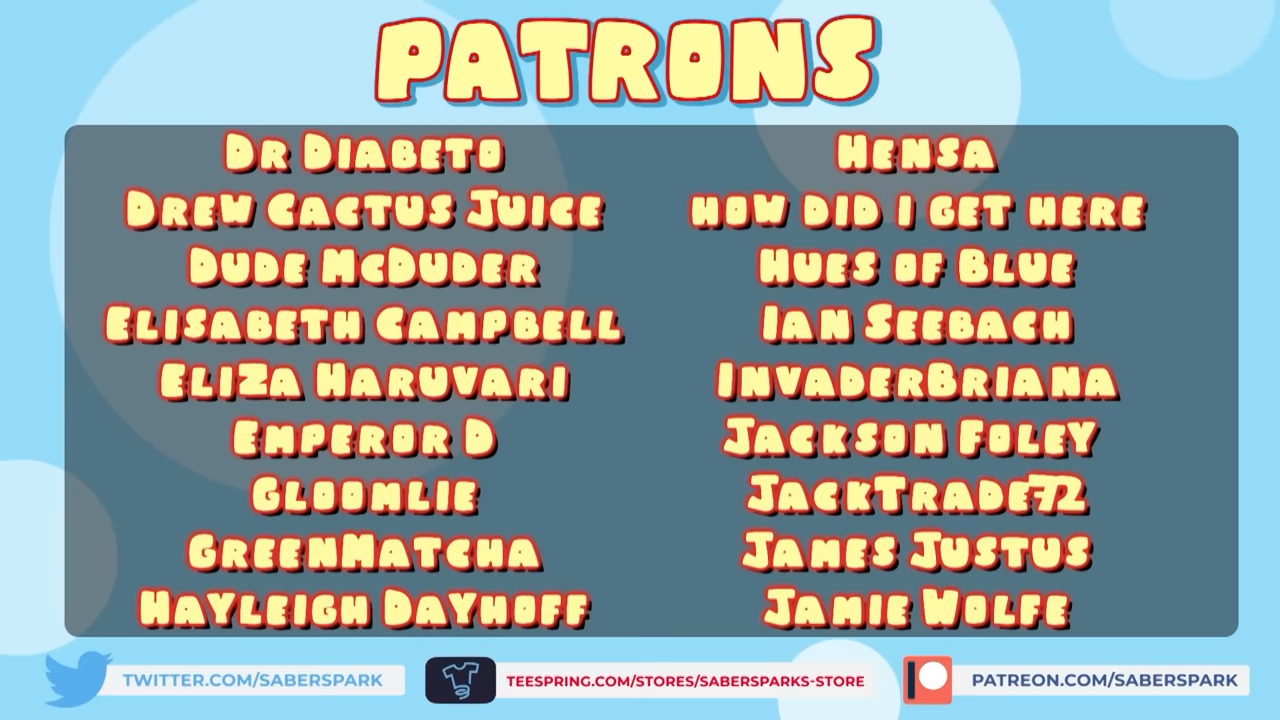 PATRONS
Dr Diabeto
Drew Cactus Juice
Dude McDuder
Elisabeth Campbell
Eliza Haruvari
Emperor D
Gloomlie
GreenMatcha
Hayleigh Dayhoff
Hensa
how did i get here
Hues of Blue
Ian Seebach
InvaderBriana
Jackson Foley
JackTrade72
James Justus
Jamie Wolfe
TWITTER.COM/SABERSPARK
TEESPRING.COM/STORES/SABERSPARKS-STORE
PATREON.COM/SABERSPARK